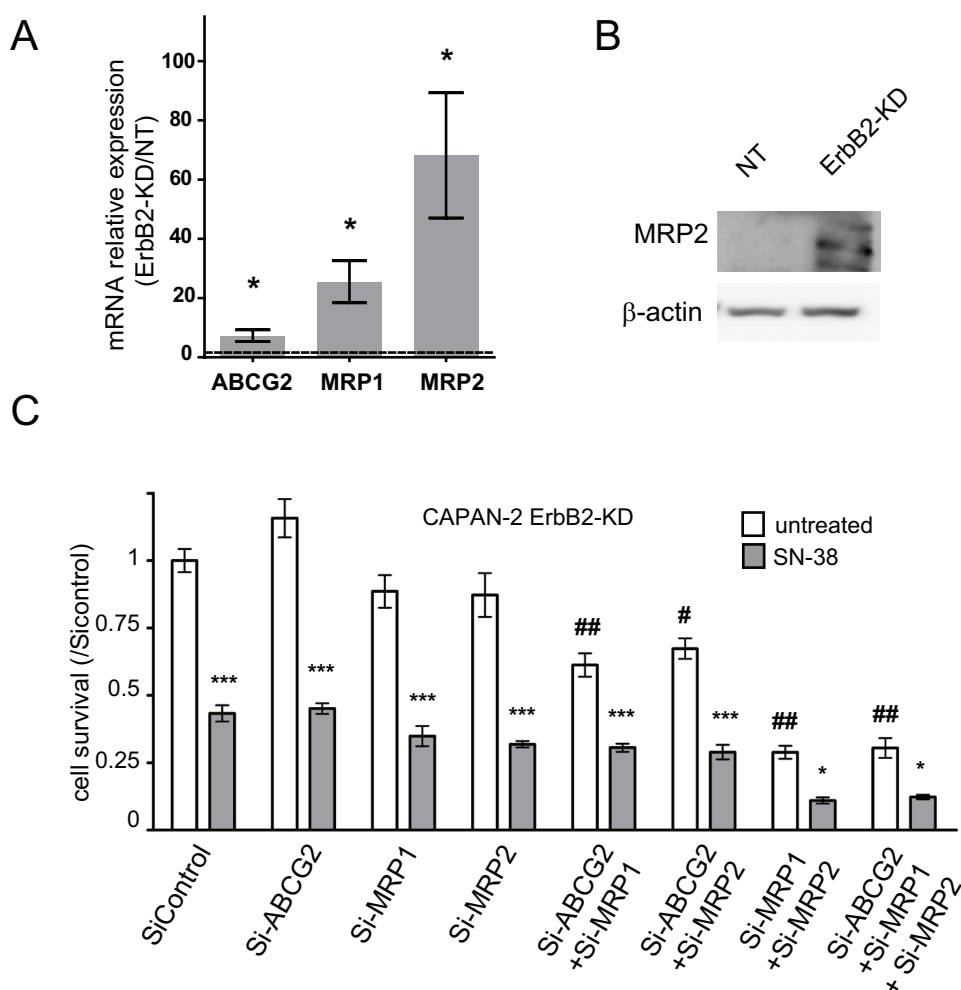 A
mRNA relative expression
(ErbB2-KD/NT)
100
80
60
40
20
0
*
*
*
ABCG2
MRP1
MRP2
B
NT
ErbB2-KD
MRP2
β-actin
C
cell survival (/Sicontrol)
1
0.75
0.5
0.25
0
CAPAN-2 ErbB2-KD
untreated
SN-38
***
***
***
***
##
***
#
***
##
*
##
*
SiControl
Si-ABCG2
Si-MRP1
Si-MRP2
Si-ABCG2
+Si-MRP1
Si-ABCG2
+Si-MRP2
Si-MRP1
+Si-MRP2
Si-ABCG2
+Si-MRP1
+ Si-MRP2